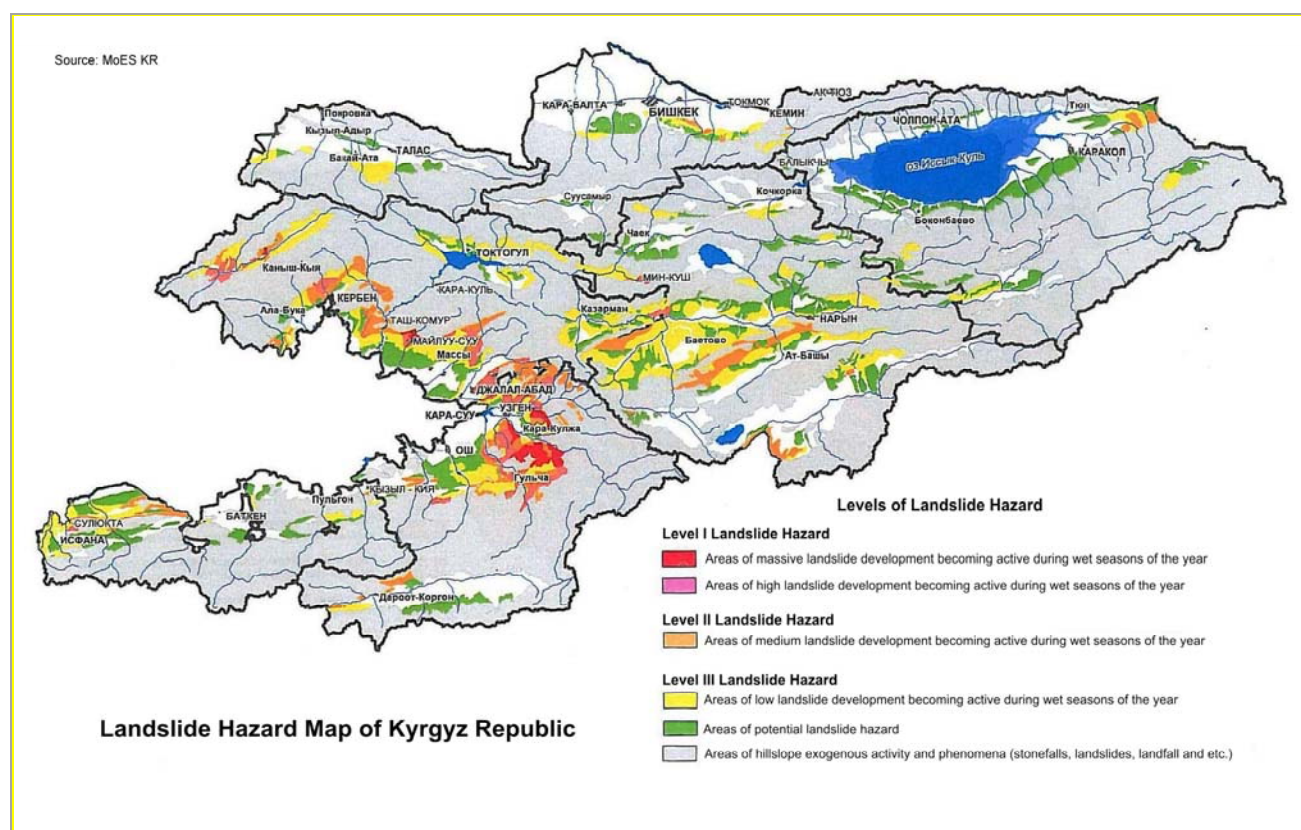 Source: MoES KR
АК-ТЮЗ
ТОКМОК
КАРА-БАЛТА
БИШКЕК
КЕМИН
Тюп
Покровка
ЧОЛПОН-АТА
Кызыл-Адыр
ТАЛАС
Бакай-Ата
КАРАКОЛ
БАЛЫКЧЫ
оз.Иссык-Куль
Кочкорка
Суусамыр
Боконбаево
Чаек
ТОКТОГУЛ
Каныш-Кыя
МИН-КУШ
КАРА-КУЛЬ
КЕРБЕН
Ала-Бука
Казарман
НАРЫН
ТАШ-КОМУР
МАЙЛУУ-СУУ
Баетово
Массы
Ат-Башы
ДЖАЛАЛ-АБАД
УЗГЕН
КАРА-СУУ
Кара-Кулжа
ОШ
Гульча
КЫЗЫЛ-КИЯ
Пульгон
БАТКЕН
СУЛЮКТА
ИСФАНА
Дароот-Коргон
Levels of Landslide Hazard
Level I Landslide Hazard
Areas of massive landslide development becoming active during wet seasons of the year
Areas of high landslide development becoming active during wet seasons of the year
Level II Landslide Hazard
Areas of medium landslide development becoming active during wet seasons of the year
Level III Landslide Hazard
Areas of low landslide development becoming active during wet seasons of the year
Areas of potential landslide hazard
Areas of hillslope exogenous activity and phenomena (stonefalls, landslides, landfall and etc.)
Landslide Hazard Map of Kyrgyz Republic